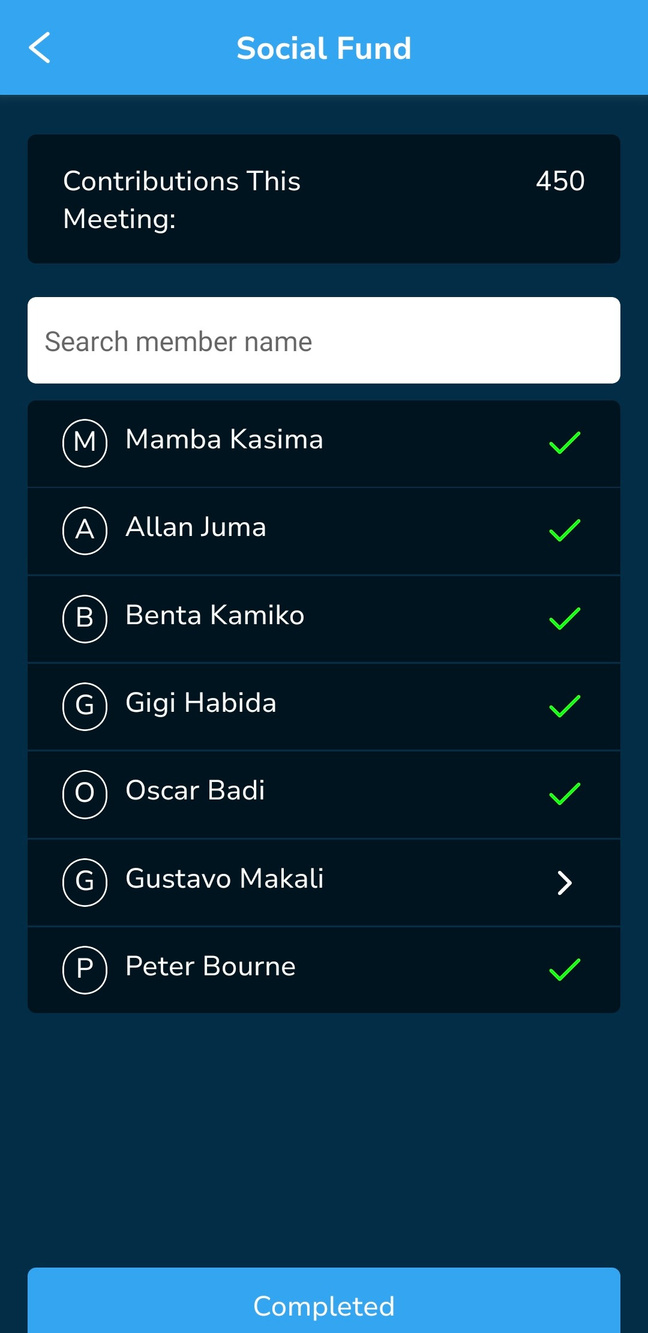 Social Fund
Contributions This 450
Meeting:
Search member name
M Mamba Kasima
A Allan Juma
B Benta Kamiko
G Gigi Habida
O Oscar Badi
G Gustavo Makali
P Peter Bourne
Completed